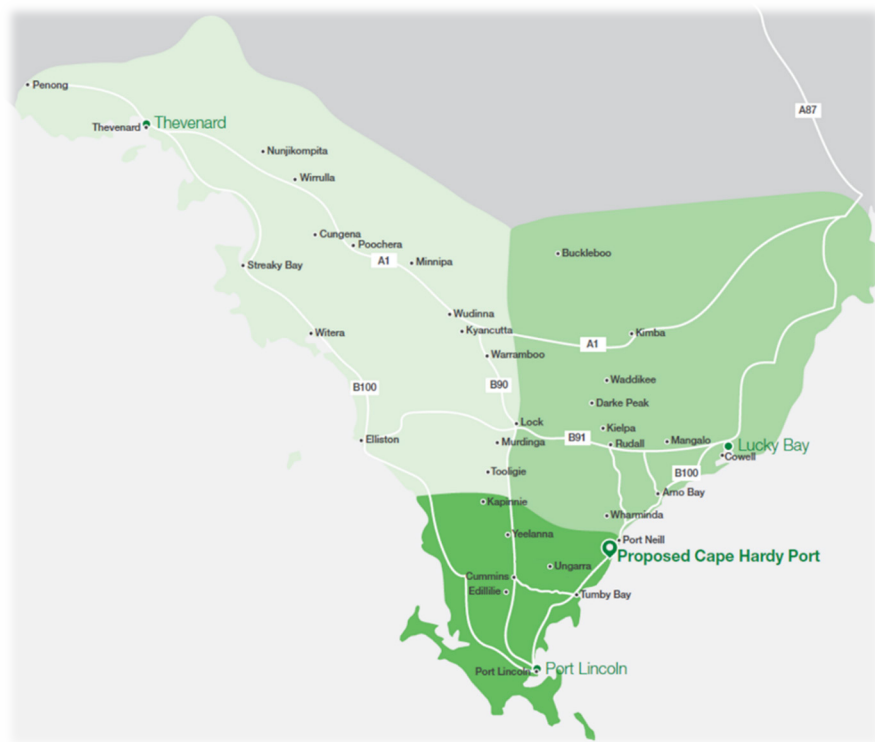 A87
Penong
Thevenard
Thevenard
Nunjikompita
Wirrulla
Cungena
Poochera
Buckleboo
A1
Minnipa
Streaky Bay
Wudinna
Kyancutta
Witera
Kimba
A1
Warramboo
Waddikee
B90
B100
Darke Peak
Lock
Kielpa
B91
Elliston
Murdinga
Rudall
Mangalo
Lucky Bay
Cowell
Tooligie
B100
Arno Bay
Kapinnie
Wharminda
Yeelanna
Port Neill
Proposed Cape Hardy Port
Ungarra
Cummins
Edillilie
Tumby Bay
Port Lincoln
Port Lincoln